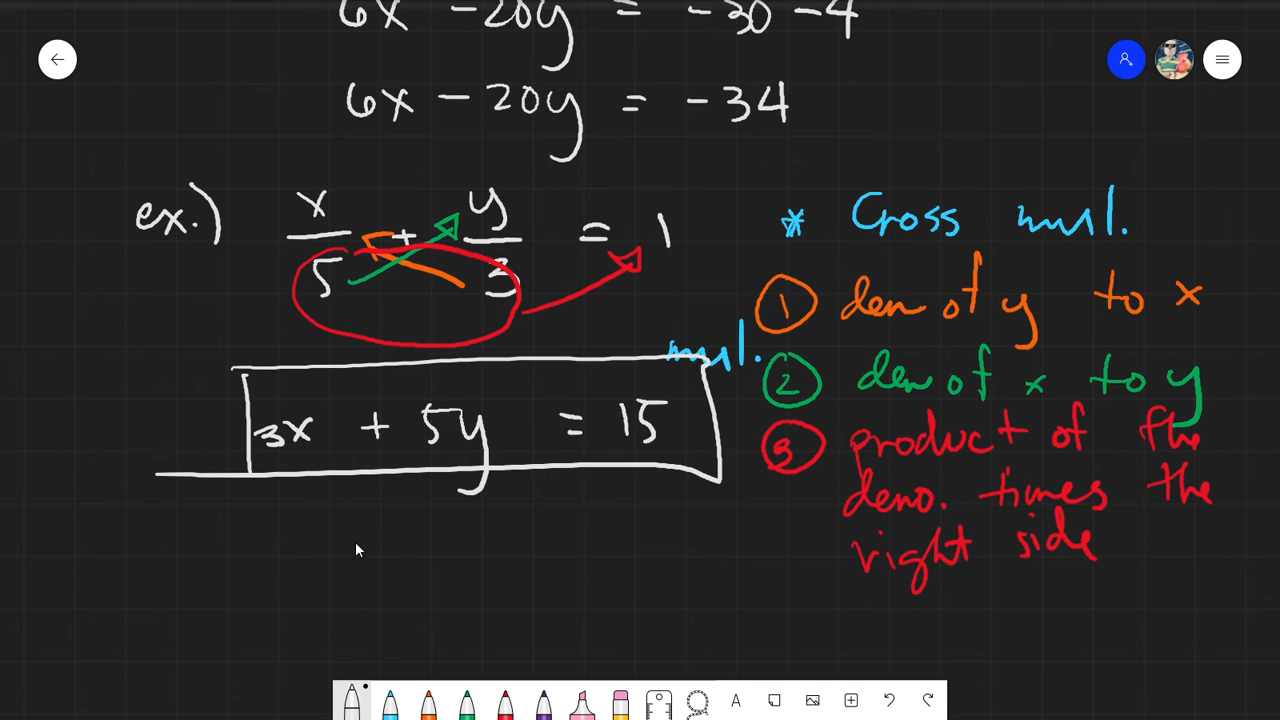 6x - 20y = -30 - 4
6x - 20y = -34
ex.) x/5 + y/3 = 1
mul.
3x + 5y = 15
* Cross mul.
① den of y to x
② den of x to y
③ product of the
deno. times the
right side
A